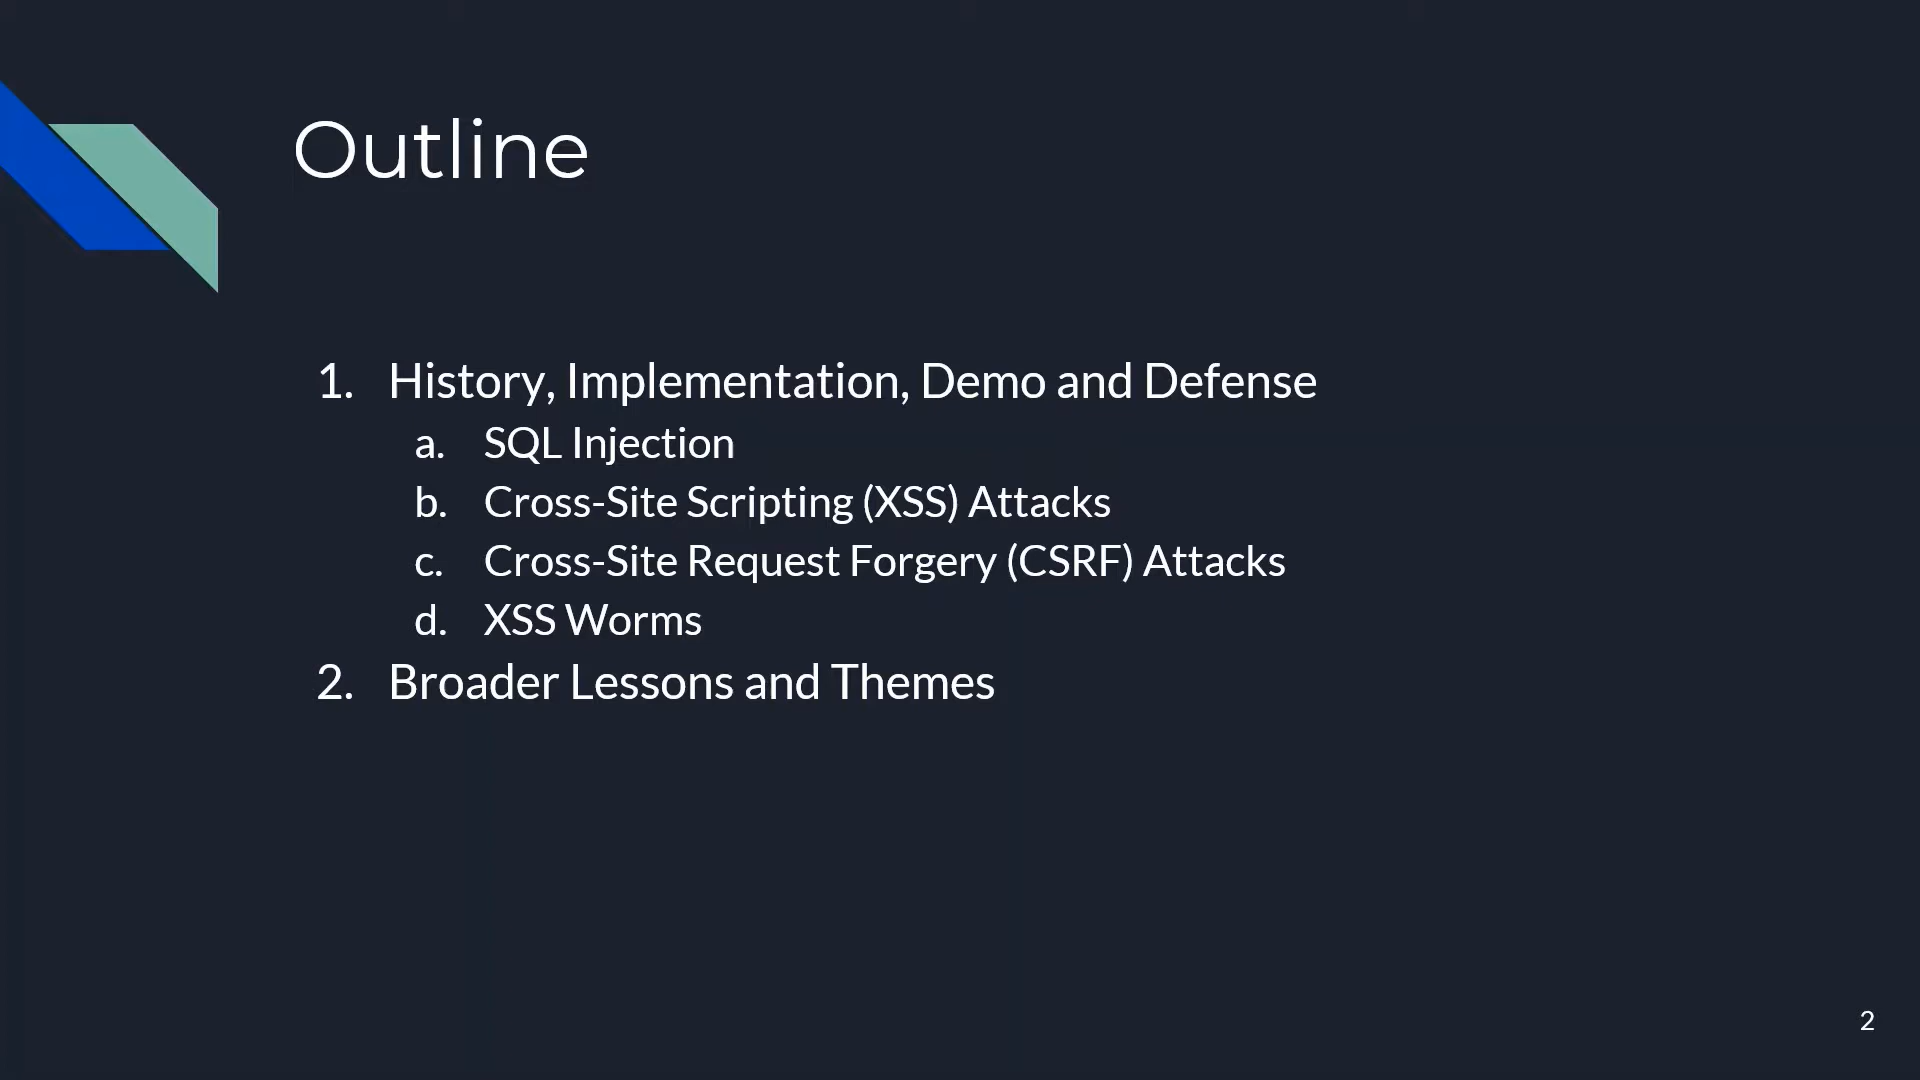 Outline
1. History, Implementation, Demo and Defense
a. SQL Injection
b. Cross-Site Scripting (XSS) Attacks
c. Cross-Site Request Forgery (CSRF) Attacks
d. XSS Worms
2. Broader Lessons and Themes
2